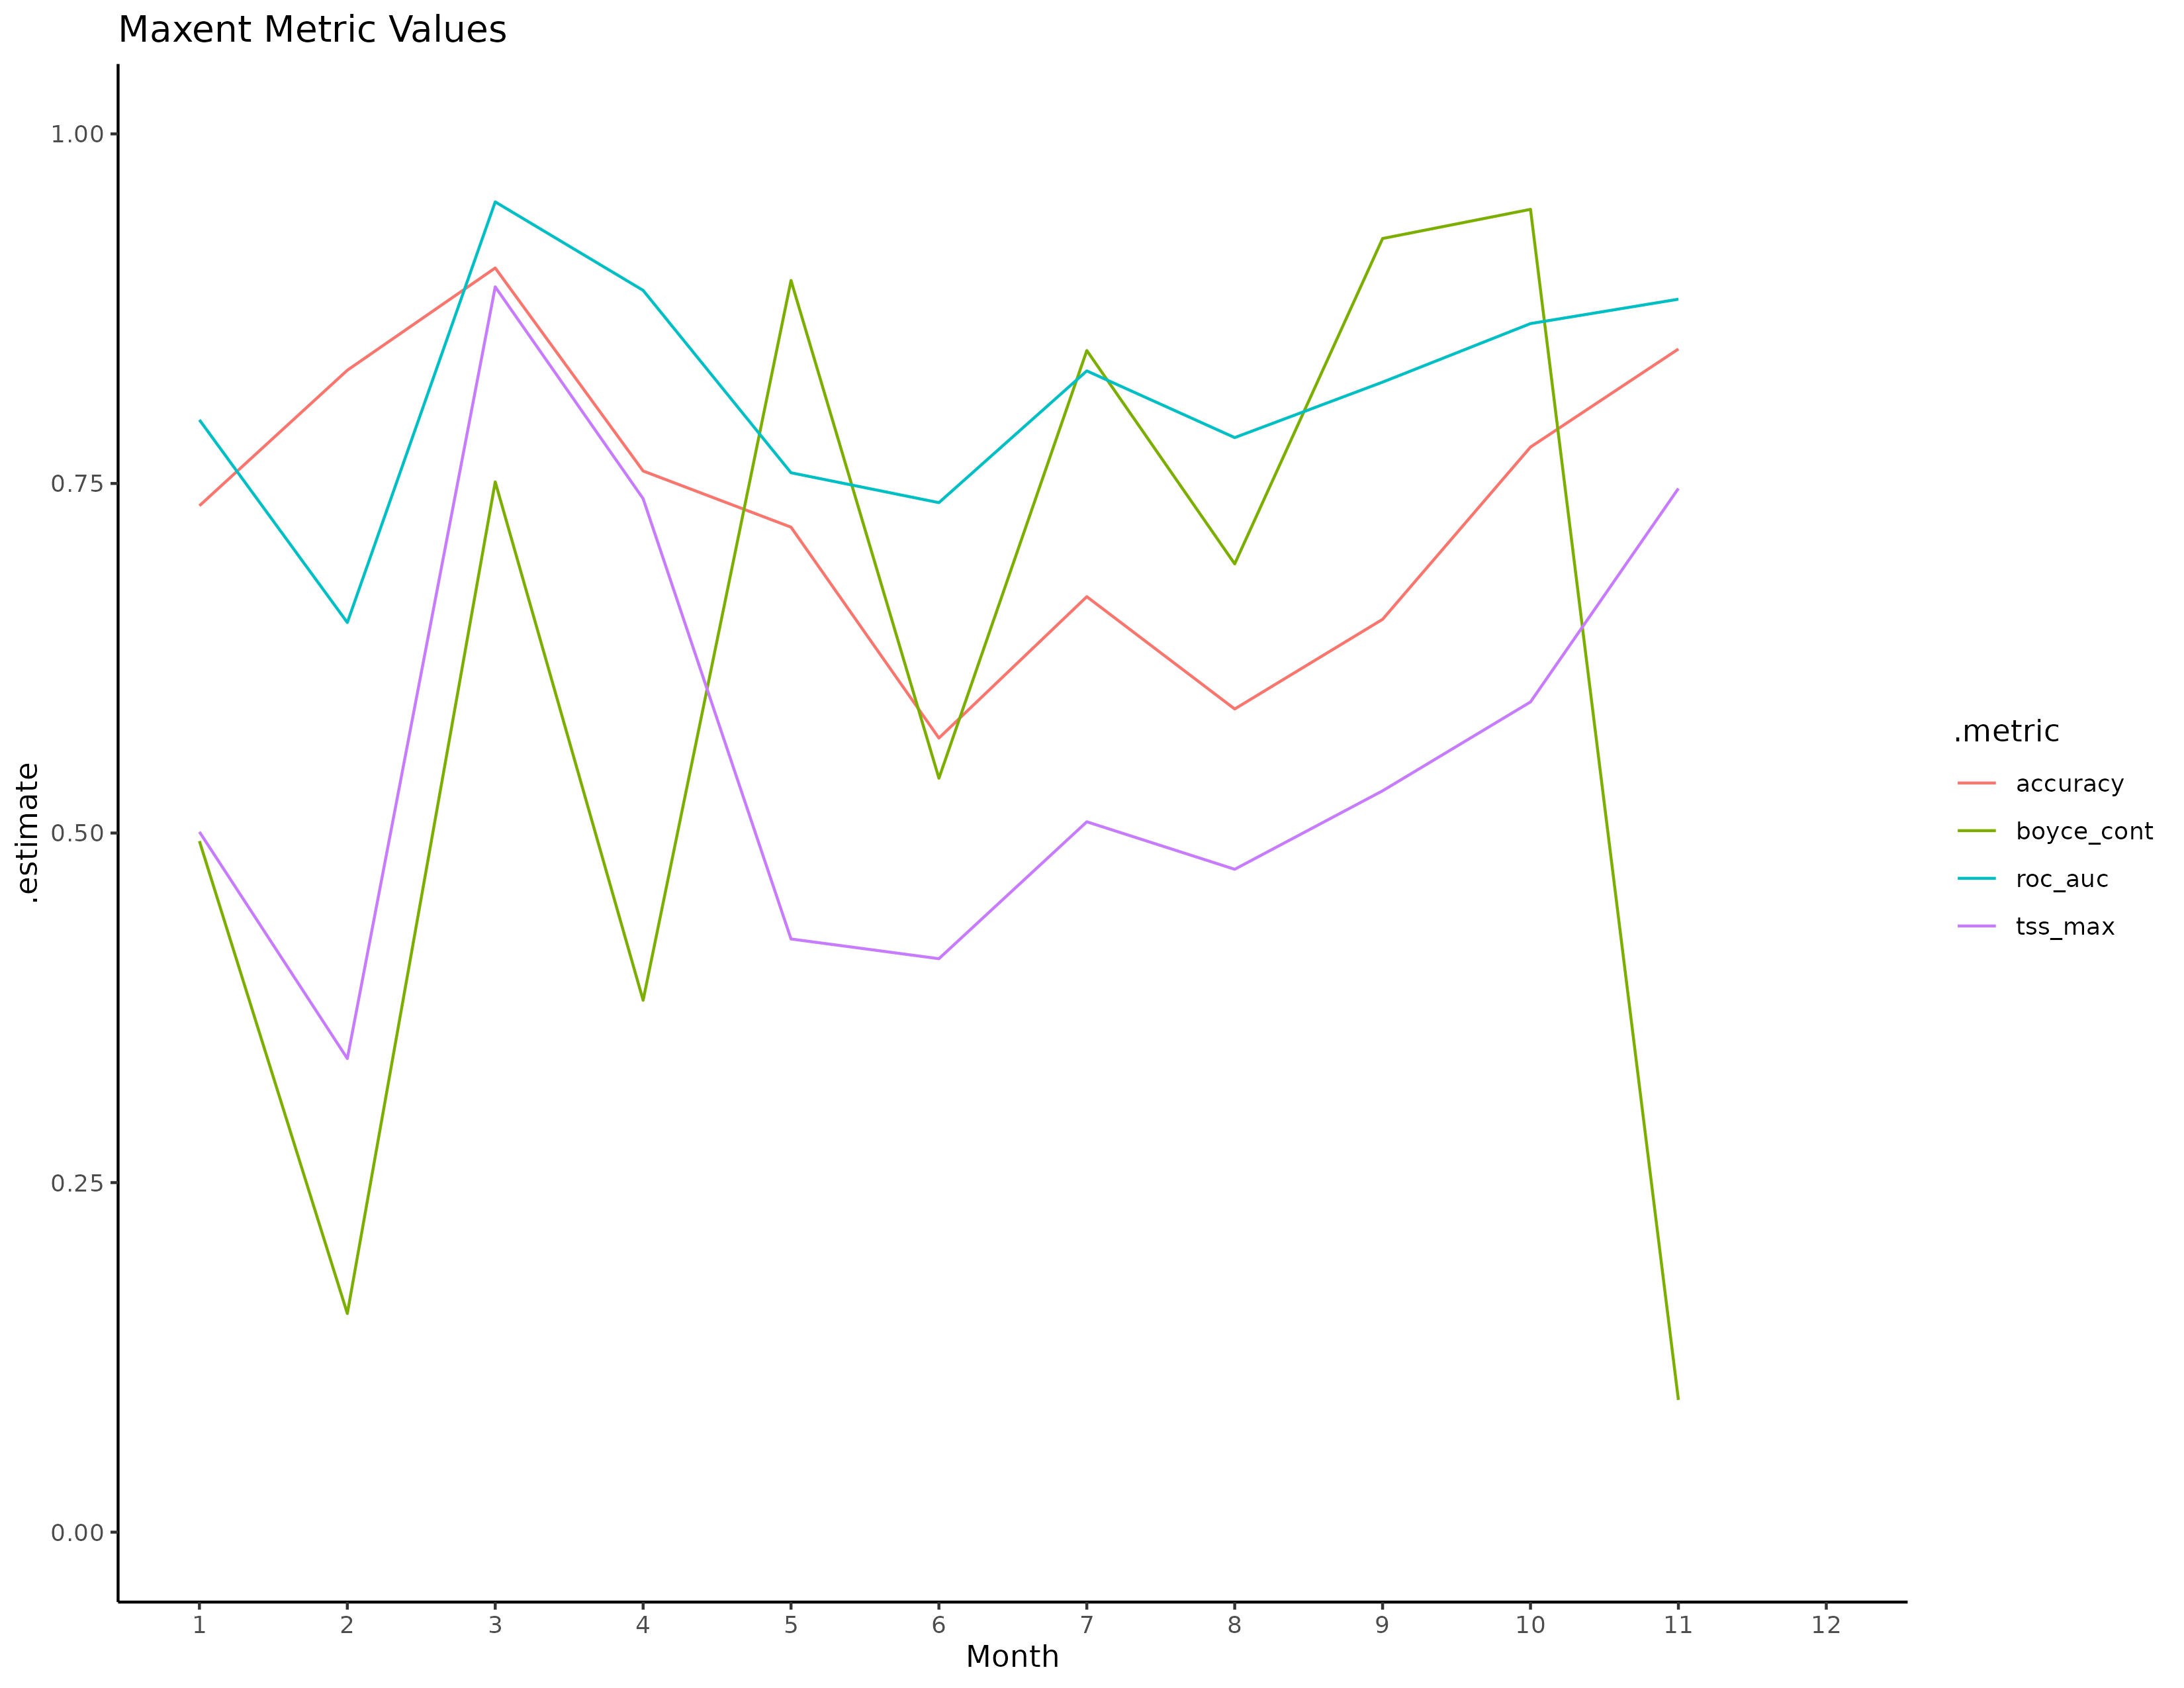 Maxent Metric Values
1.00
0.75
0.50
0.25
0.00
.estimate
1 2 3 4 5 6 7 8 9 10 11 12
Month
.metric
accuracy
boyce_cont
roc_auc
tss_max